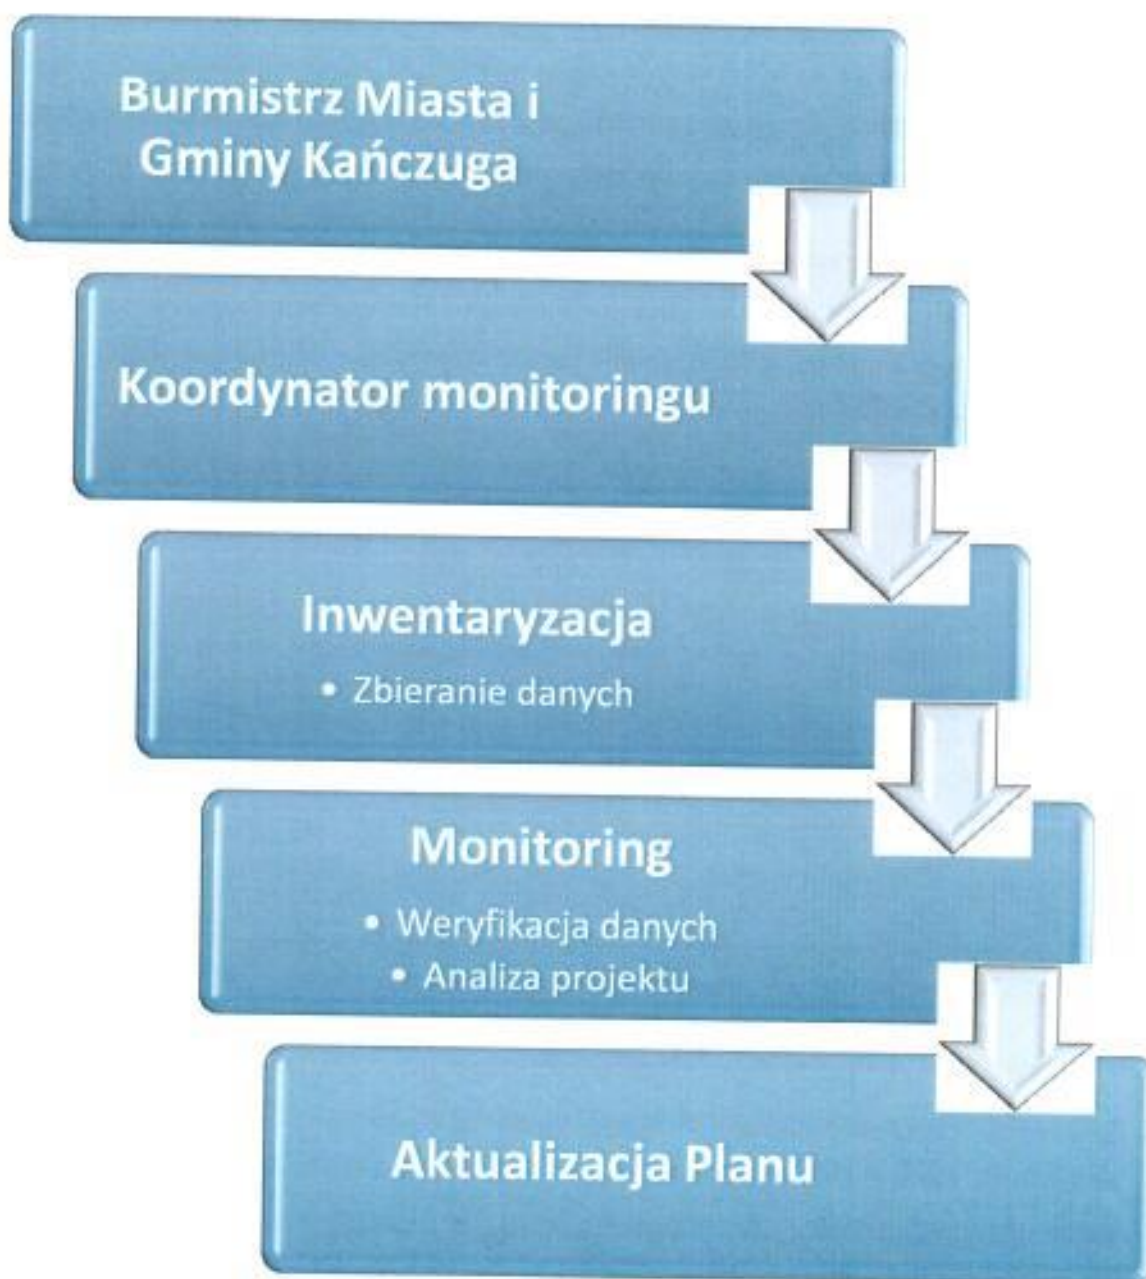 Burmistrz Miasta i
Gminy Kańczuga
Koordynator monitoringu
Inwentaryzacja
• Zbieranie danych
Monitoring
• Weryfikacja danych
• Analiza projektu
Aktualizacja Planu